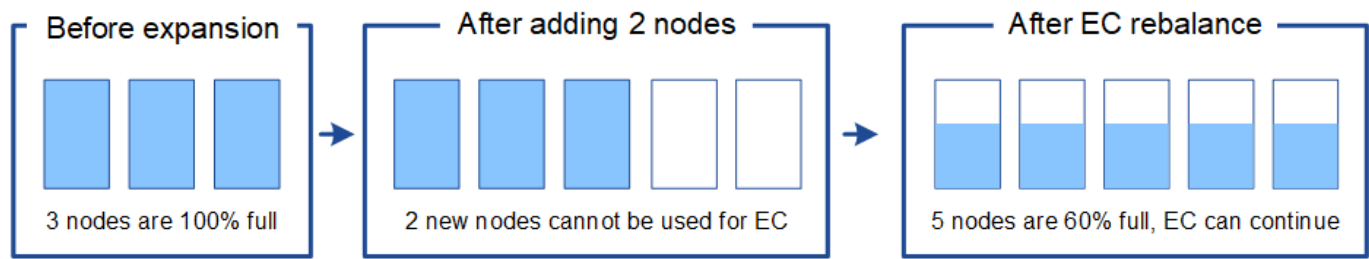 Before expansion
3 nodes are 100% full
After adding 2 nodes
2 new nodes cannot be used for EC
After EC rebalance
5 nodes are 60% full, EC can continue